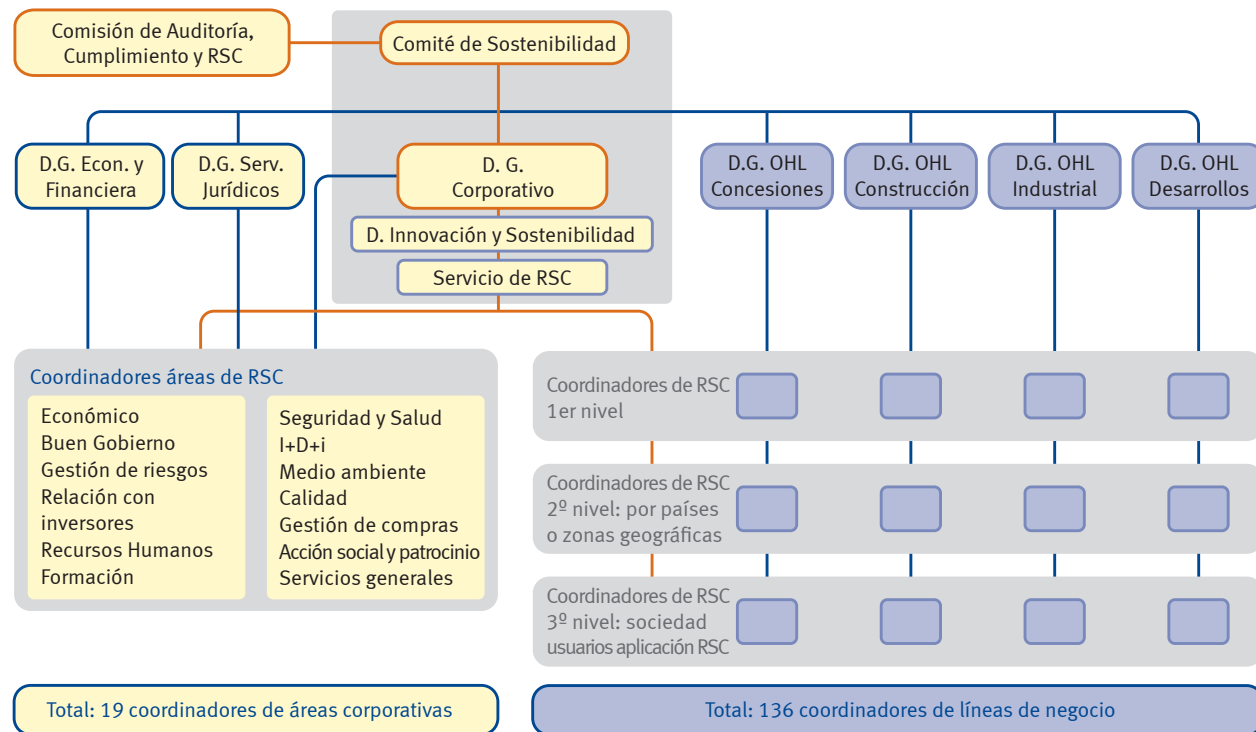 Comisión de Auditoría,
Cumplimiento y RSC
Comité de Sostenibilidad
D.G. Econ. y
Financiera
D.G. Serv.
Jurídicos
D. G.
Corporativo
D.G. OHL
Concesiones
D.G. OHL
Construcción
D.G. OHL
Industrial
D.G. OHL
Desarrollos
D. Innovación y Sostenibilidad
Servicio de RSC
Coordinadores áreas de RSC
Económico
Buen Gobierno
Gestión de riesgos
Relación con
inversores
Recursos Humanos
Formación
Seguridad y Salud
I+D+i
Medio ambiente
Calidad
Gestión de compras
Acción social y patrocinio
Servicios generales
Coordinadores de RSC
1er nivel
Coordinadores de RSC
2º nivel: por países
o zonas geográficas
Coordinadores de RSC
3º nivel: sociedad
usuarios aplicación RSC
Total: 19 coordinadores de áreas corporativas
Total: 136 coordinadores de líneas de negocio